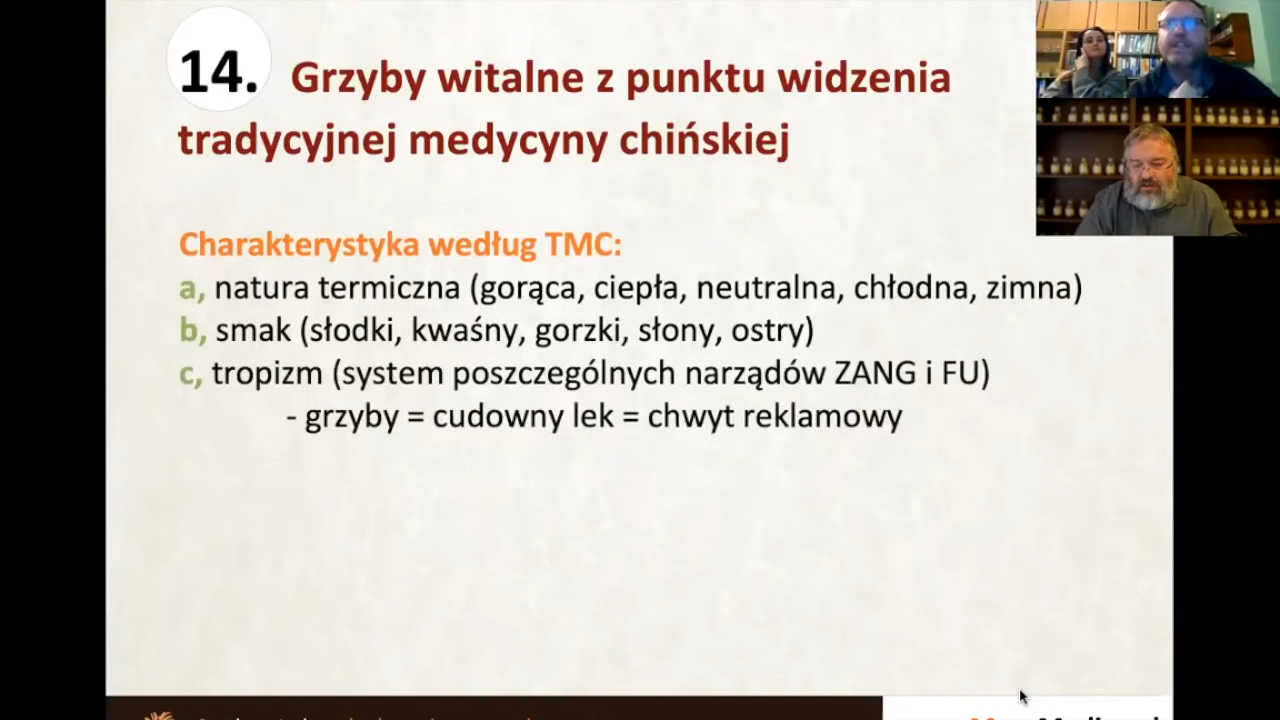 14. Grzyby witalne z punktu widzenia
tradycyjnej medycyny chińskiej
Charakterystyka według TMC:
a, natura termiczna (gorąca, ciepła, neutralna, chłodna, zimna)
b, smak (słodki, kwaśny, gorzki, słony, ostry)
c, tropizm (system poszczególnych narządów ZANG i FU)
- grzyby = cudowny lek = chwyt reklamowy